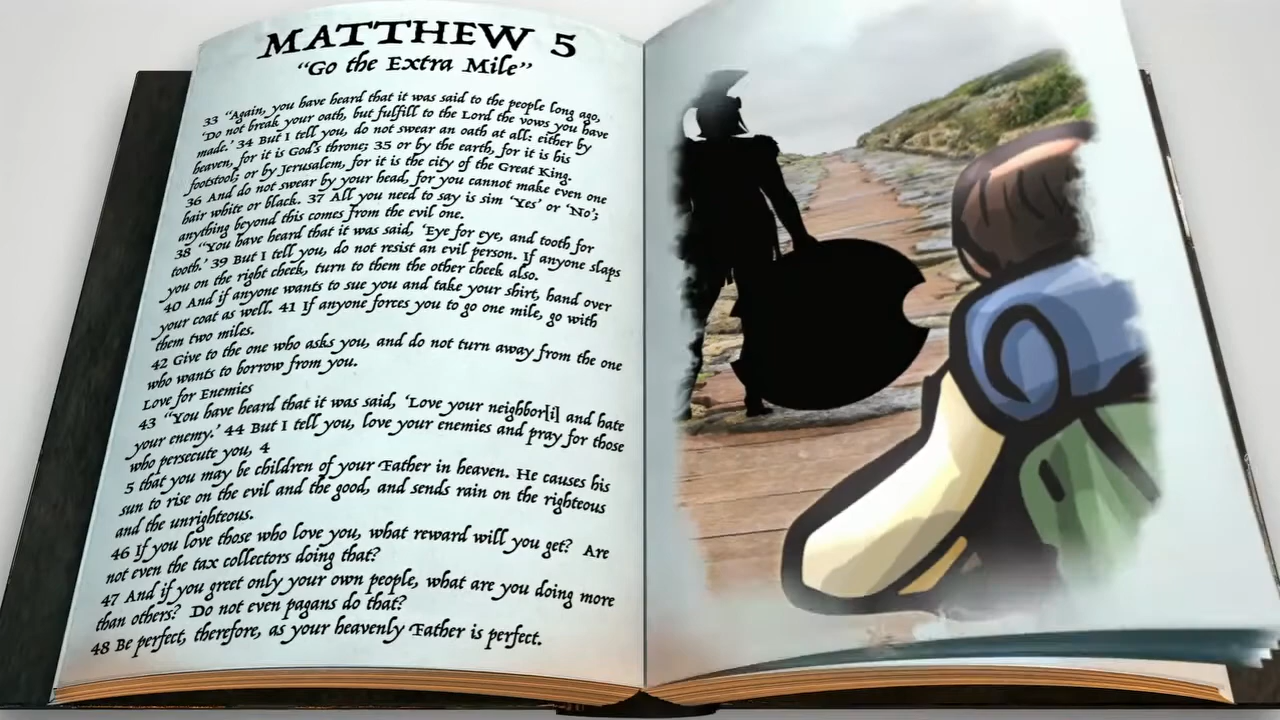 MATTHEW 5
“Go the Extra Mile”
33 “Again, you have heard that it was said to the people long ago,
‘Do not break your oath, but fulfill to the Lord the vows you have
made.’ 34 But I tell you, do not swear an oath at all: either by
heaven, for it is God’s throne; 35 or by the earth, for it is his
footstool; or by Jerusalem, for it is the city of the Great King.
36 And do not swear by your head, for you cannot make even one
hair white or black. 37 All you need to say is sim ‘Yes’ or ‘No’;
anything beyond this comes from the evil one.
38 “You have heard that it was said, ‘Eye for eye, and tooth for
tooth.’ 39 But I tell you, do not resist an evil person. If anyone slaps
you on the right cheek, turn to them the other cheek also.
40 And if anyone wants to sue you and take your shirt, hand over
your coat as well. 41 If anyone forces you to go one mile, go with
them two miles.
42 Give to the one who asks you, and do not turn away from the one
who wants to borrow from you.
Love for Enemies
43 “You have heard that it was said, ‘Love your neighbor[i] and hate
your enemy.’ 44 But I tell you, love your enemies and pray for those
who persecute you, 4
5 that you may be children of your Father in heaven. He causes his
sun to rise on the evil and the good, and sends rain on the righteous
and the unrighteous.
46 If you love those who love you, what reward will you get? Are
not even the tax collectors doing that?
47 And if you greet only your own people, what are you doing more
than others? Do not even pagans do that?
48 Be perfect, therefore, as your heavenly Father is perfect.